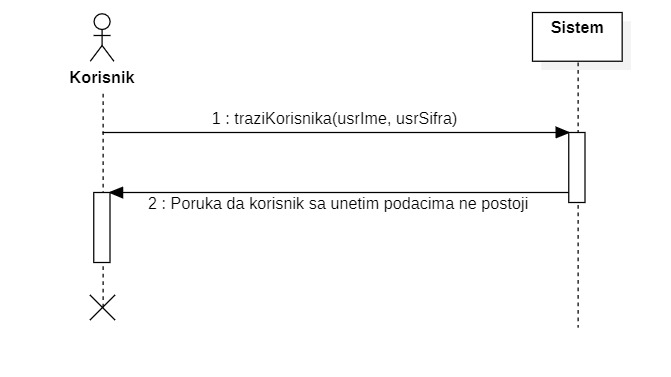 Sistem
Korisnik
1 : traziKorisnika(usrIme, usrSifra)
2 : Poruka da korisnik sa unetim podacima ne postoji